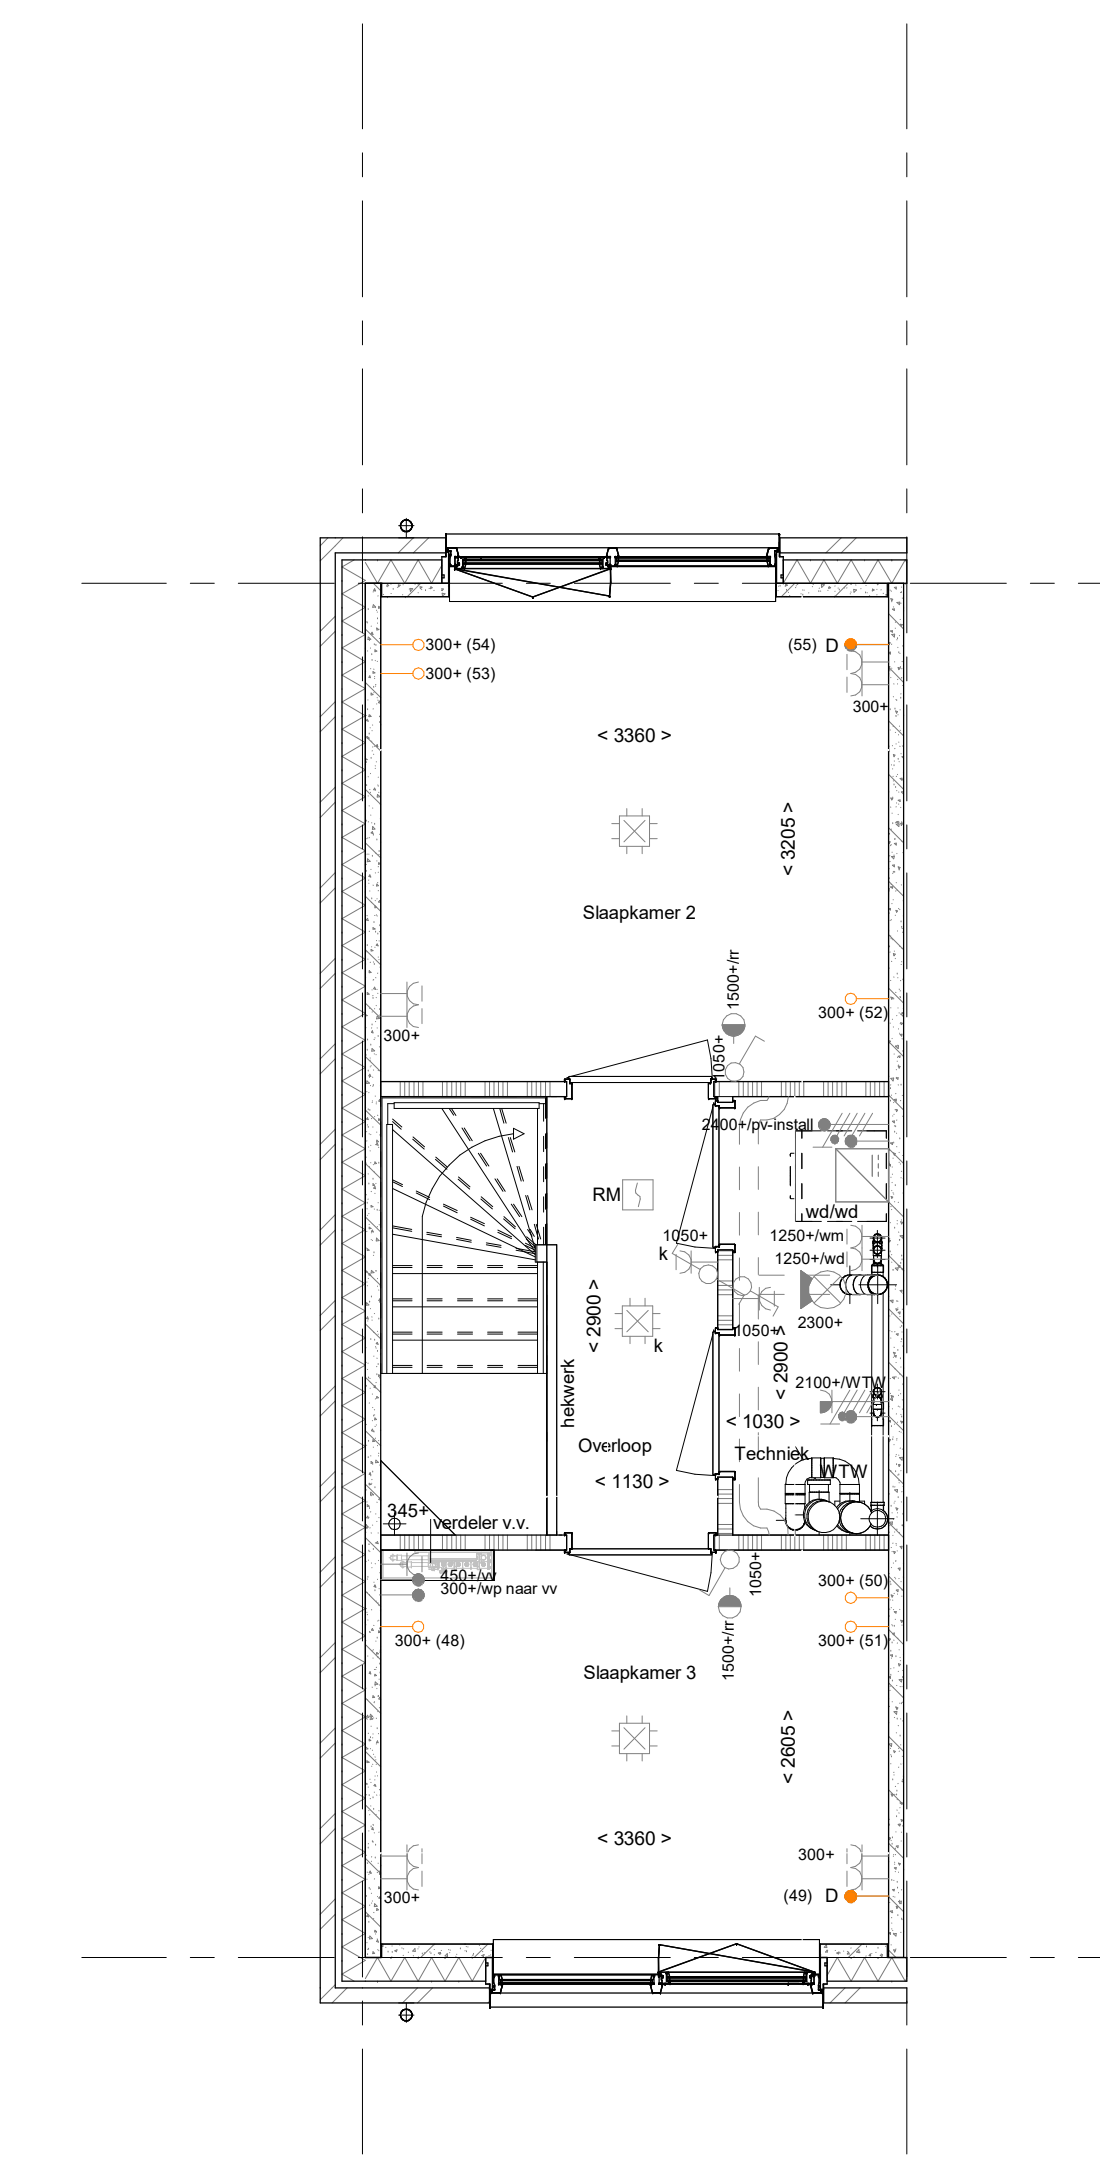 300+ (54)
(55) D
300+ (53)
300+
< 3360 >
< 3205 >
Slaapkamer 2
1500+/rr
300+ (52)
300+
1050+
2400+/pv-install
RM
wd/wd
1050+
1250+/wm
k
1250+/wd
< 2900 >
2300+
1050+
k
< 2900 >
hekwerk
2100+/WTW
< 1030 >
Overloop
Techniek
WTW
< 1130 >
345+
verdeler v.v.
1050+
450+/vv
300+/wp naar vv
300+ (50)
300+ (48)
300+ (51)
1500+/rr
Slaapkamer 3
< 2605 >
< 3360 >
300+
300+
(49) D